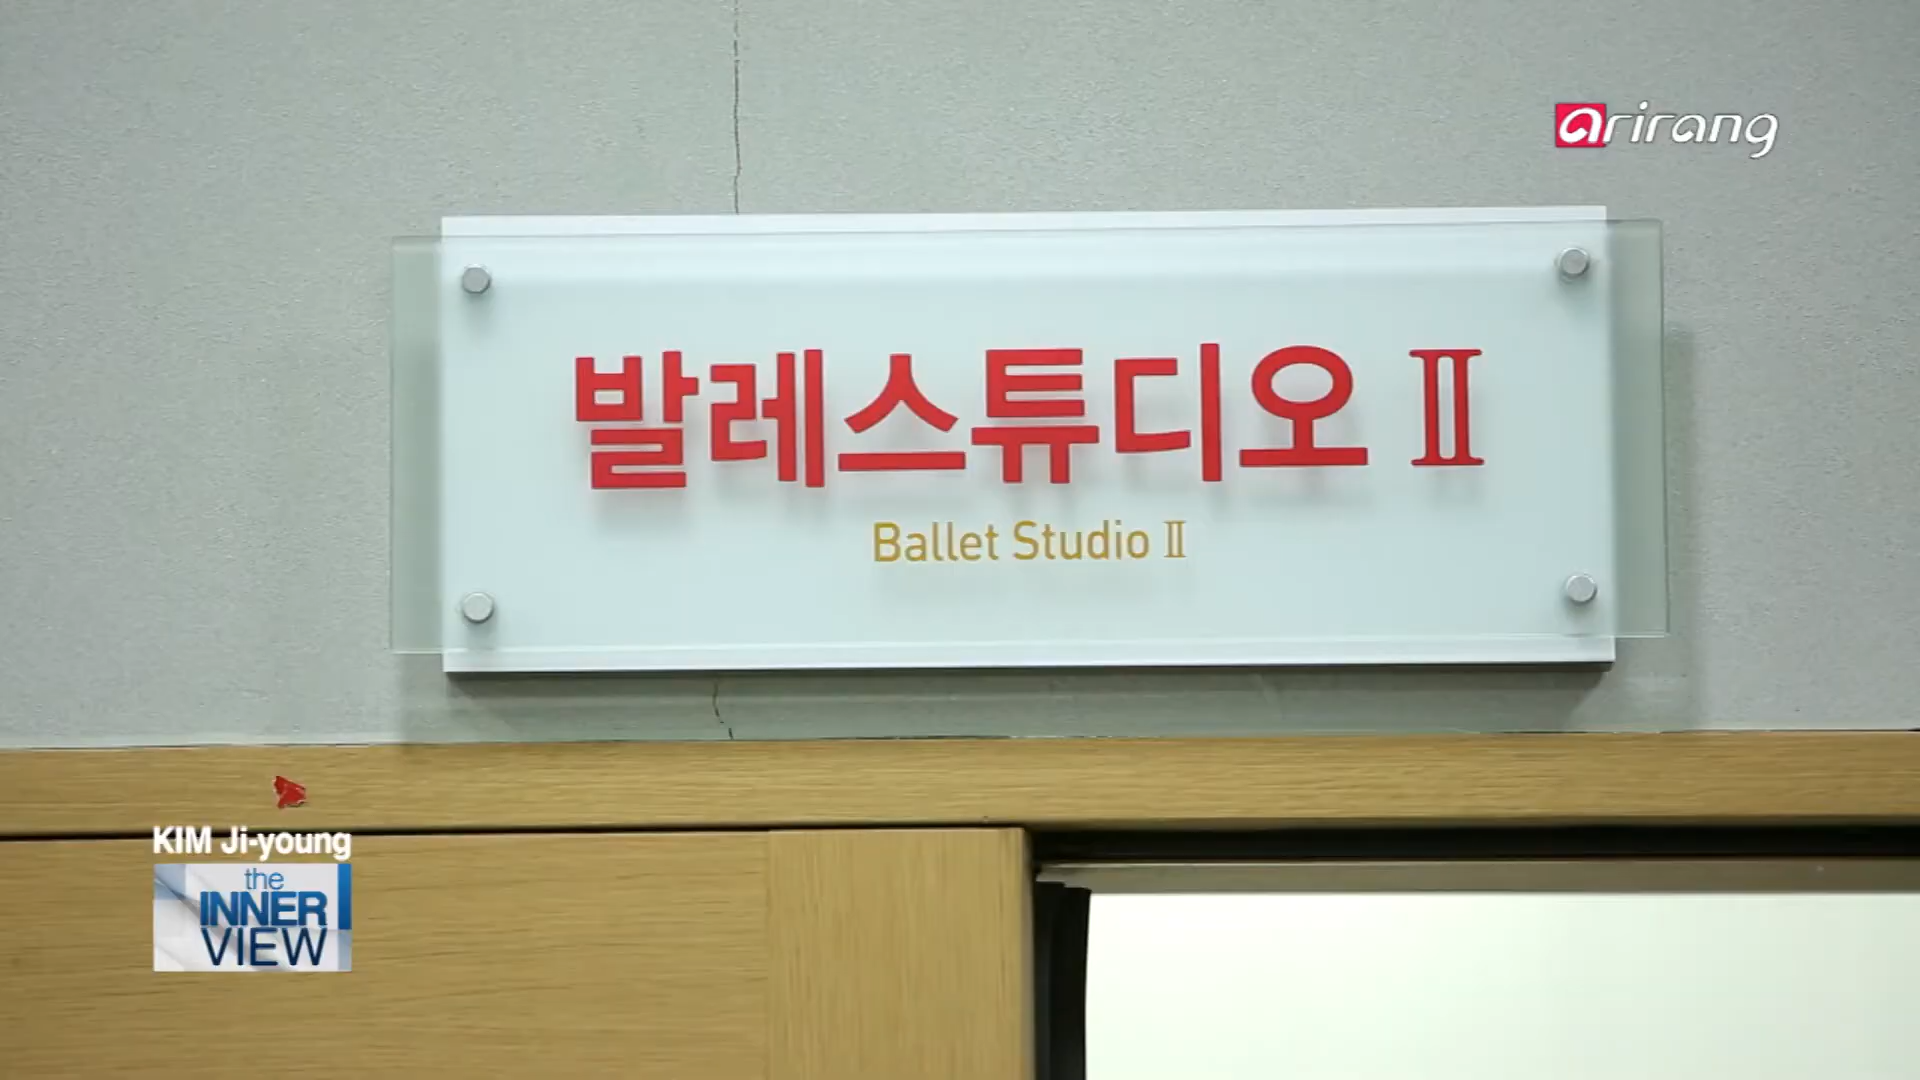 arirang
발레스튜디오 Ⅱ
Ballet Studio Ⅱ
KIM Ji-young
the
INNER
VIEW